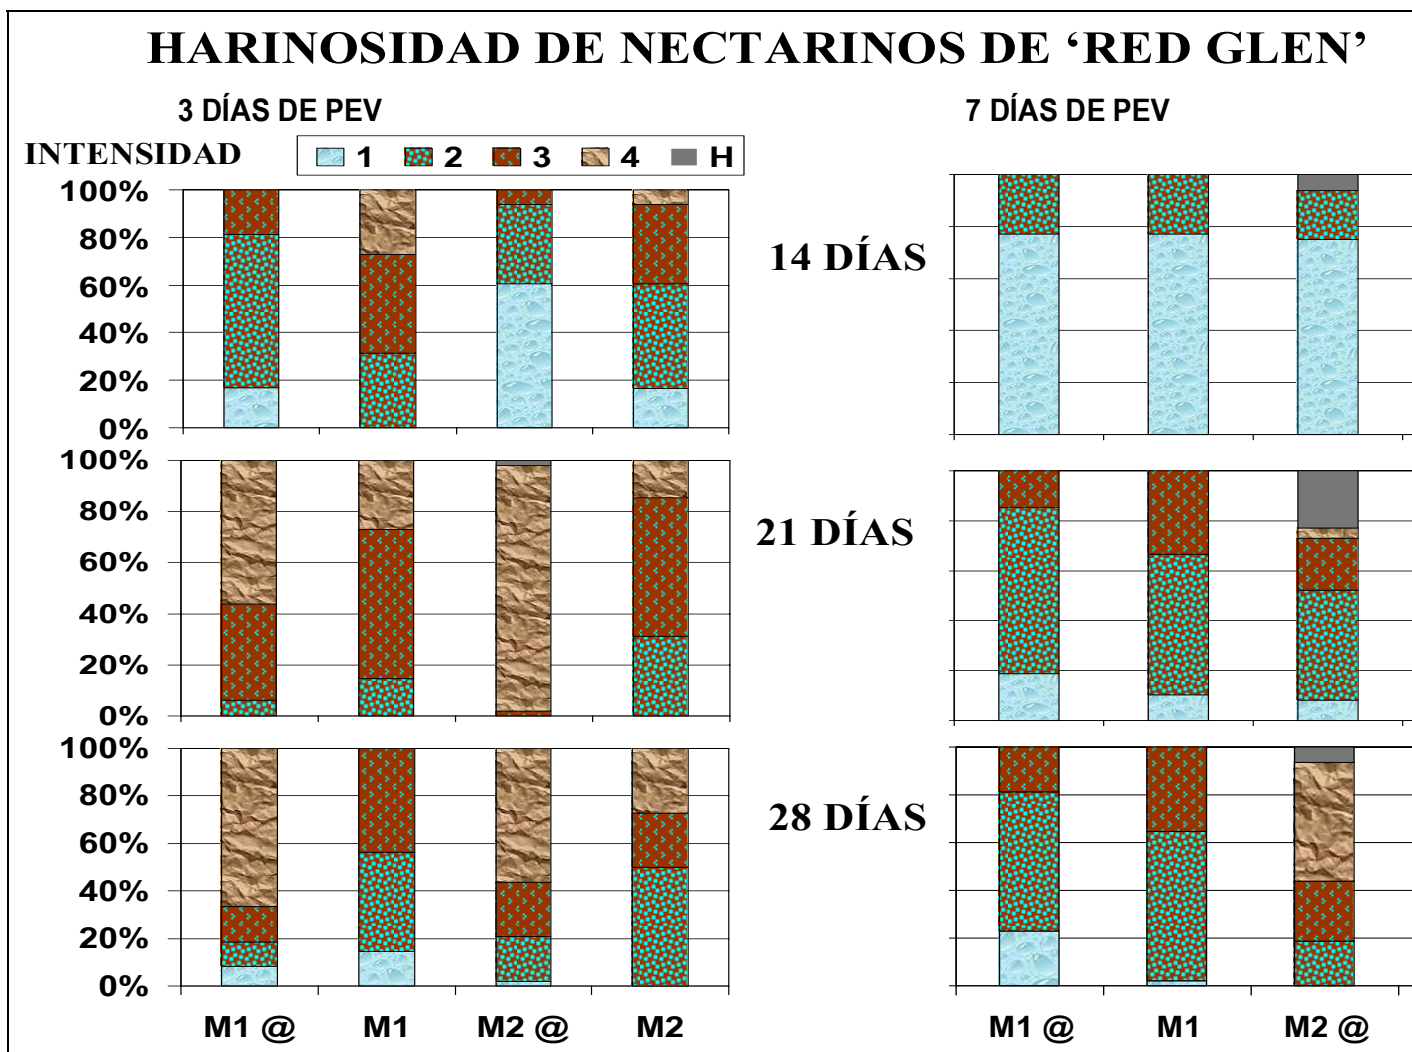 HARINOSIDAD DE NECTARINOS DE ‘RED GLEN’
3 DÍAS DE PEV
7 DÍAS DE PEV
INTENSIDAD
1 2 3 4 H
100%
80%
60%
40%
20%
0%
14 DÍAS
100%
80%
60%
40%
20%
0%
21 DÍAS
100%
80%
60%
40%
20%
0%
28 DÍAS
M1 @ M1 M2 @ M2
M1 @ M1 M2 @